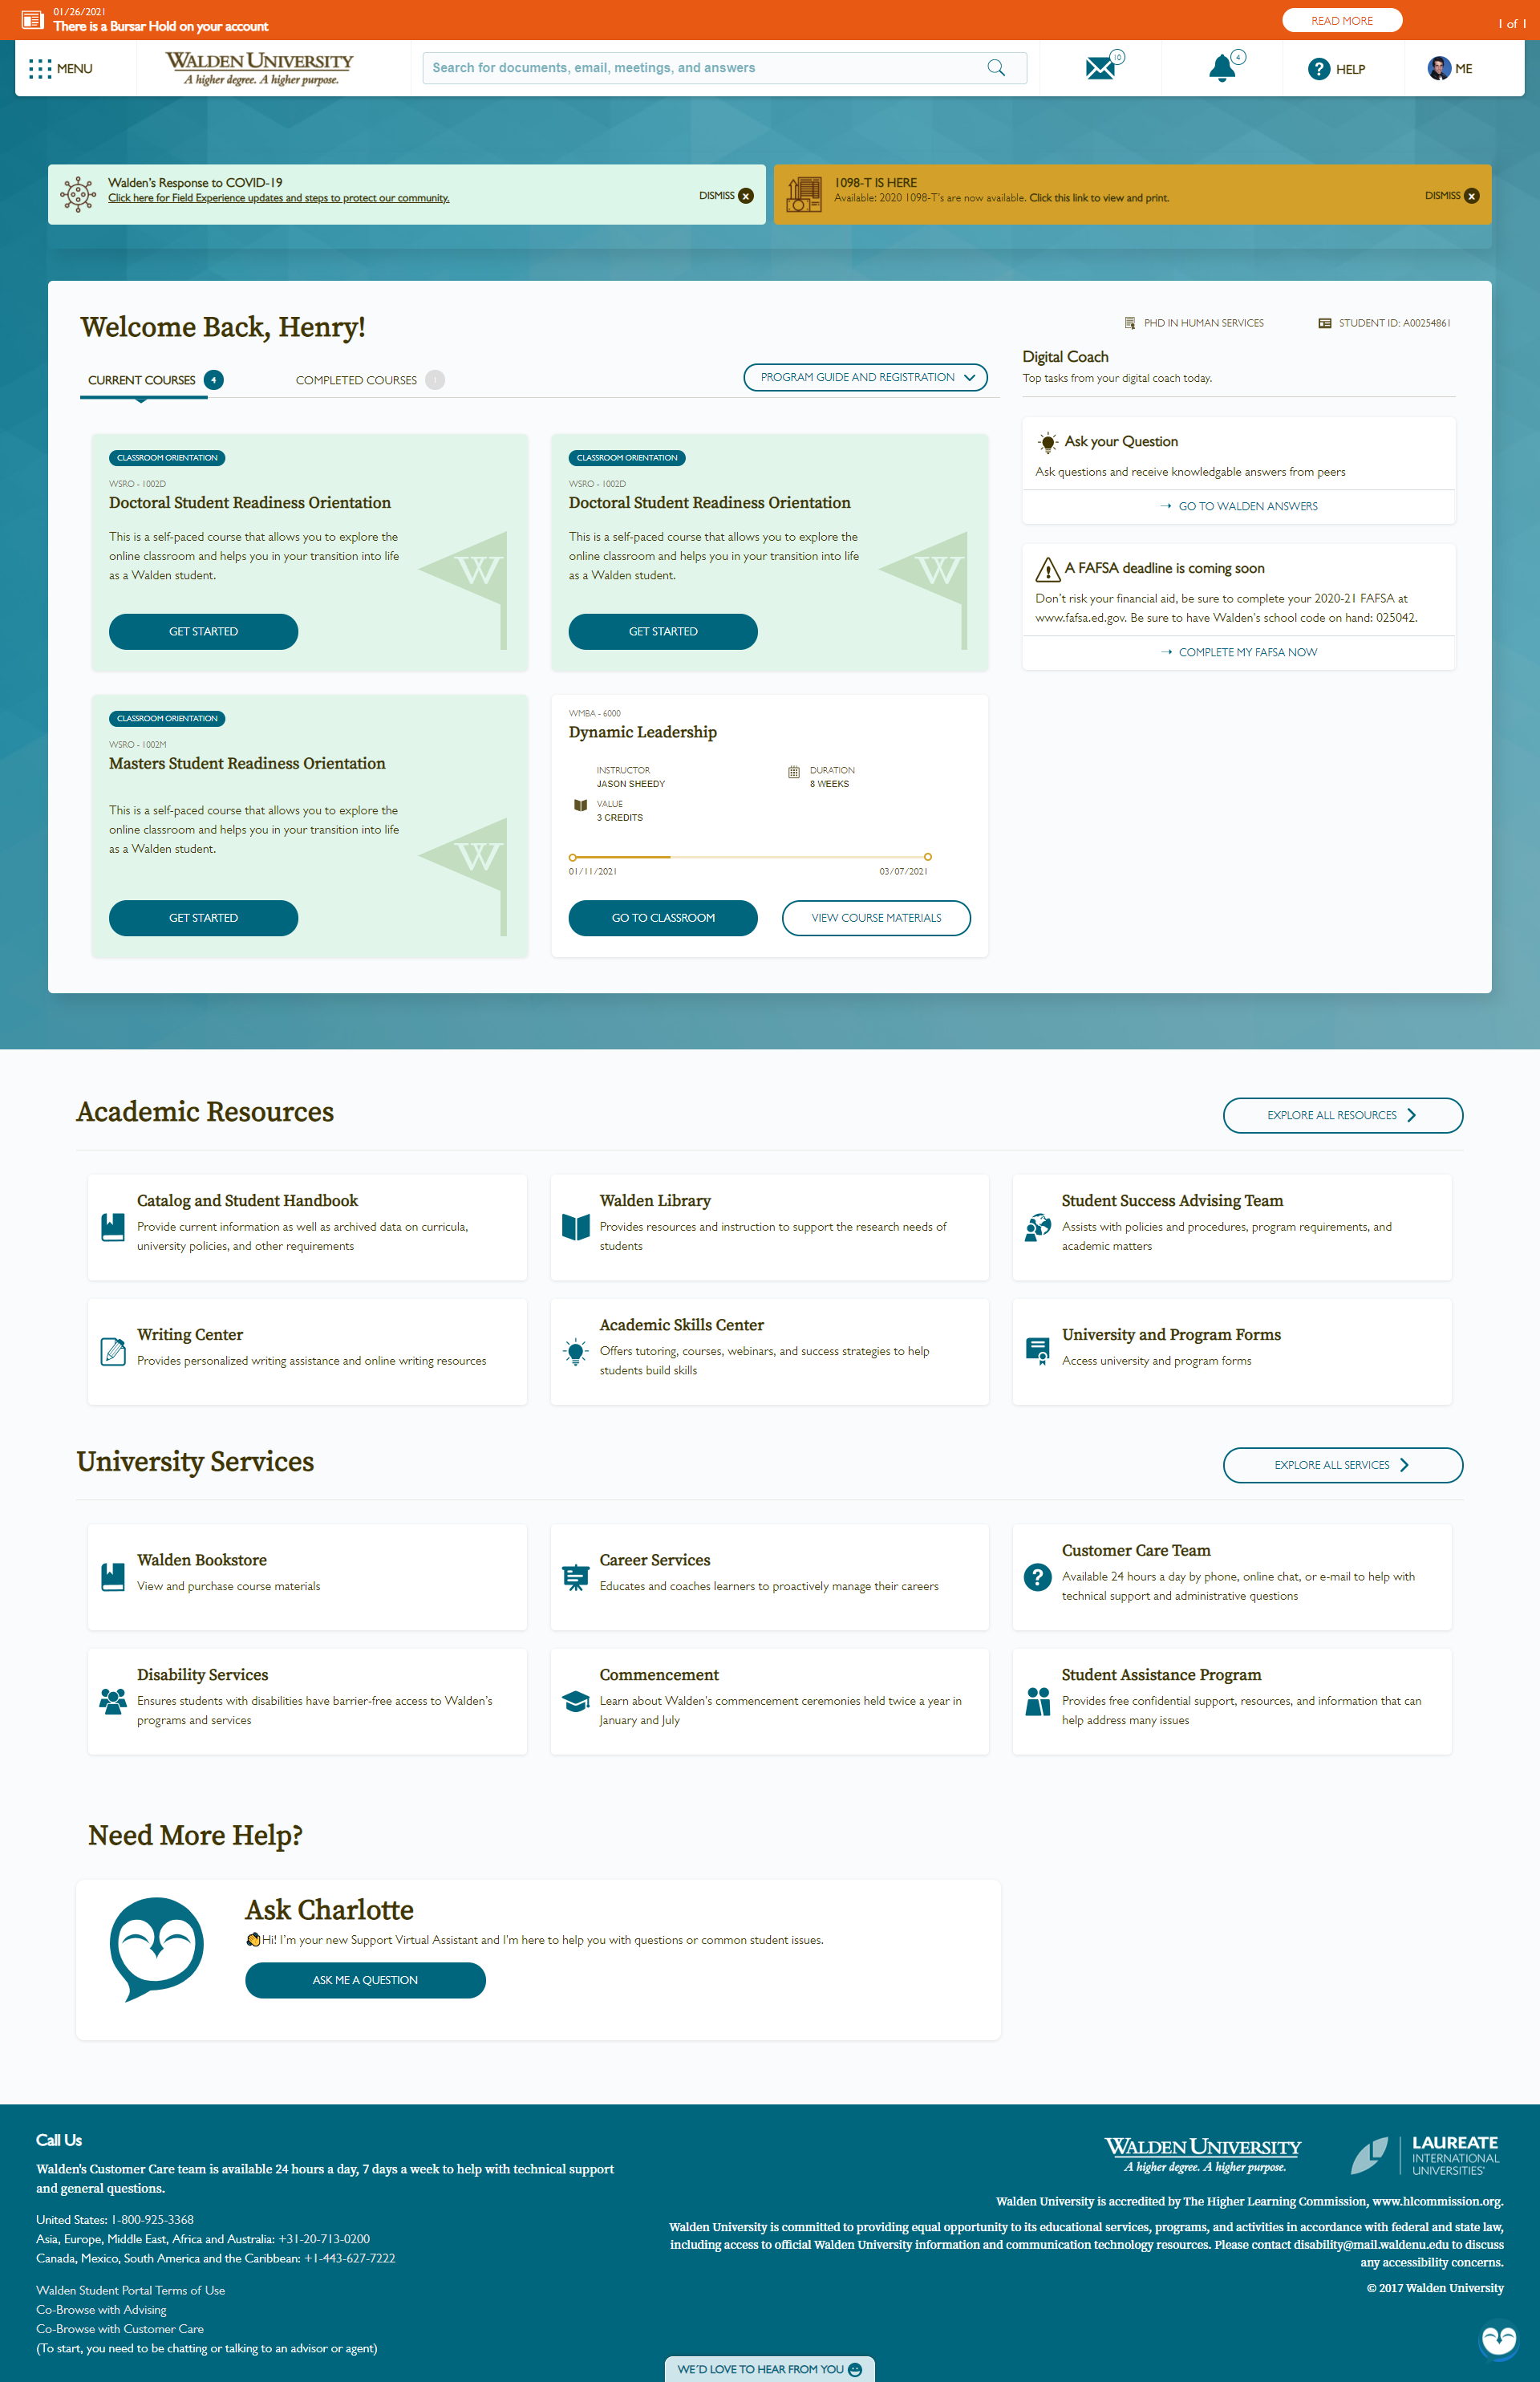 01/26/2021
There is a Bursar Hold on your account
READ MORE
1 of 1
MENU
WALDEN UNIVERSITY
A higher degree. A higher purpose.
Search for documents, email, meetings, and answers
10
4
HELP
ME
Walden's Response to COVID-19
Click here for Field Experience updates and steps to protect our community.
DISMISS
1098-T IS HERE
Available: 2020 1098-T's are now available. Click this link to view and print.
DISMISS
Welcome Back, Henry!
PHD IN HUMAN SERVICES
STUDENT ID: A00254861
CURRENT COURSES 4
COMPLETED COURSES 1
PROGRAM GUIDE AND REGISTRATION
Digital Coach
Top tasks from your digital coach today.
CLASSROOM ORIENTATION
WSRO - 1002D
Doctoral Student Readiness Orientation
This is a self-paced course that allows you to explore the
online classroom and helps you in your transition into life
as a Walden student.
W
GET STARTED
CLASSROOM ORIENTATION
WSRO - 1002D
Doctoral Student Readiness Orientation
This is a self-paced course that allows you to explore the
online classroom and helps you in your transition into life
as a Walden student.
W
GET STARTED
Ask your Question
Ask questions and receive knowledgable answers from peers
GO TO WALDEN ANSWERS
A FAFSA deadline is coming soon
Don't risk your financial aid, be sure to complete your 2020-21 FAFSA at
www.fafsa.ed.gov. Be sure to have Walden's school code on hand: 025042.
COMPLETE MY FAFSA NOW
CLASSROOM ORIENTATION
WSRO - 1002M
Masters Student Readiness Orientation
This is a self-paced course that allows you to explore the
online classroom and helps you in your transition into life
as a Walden student.
W
GET STARTED
WMBA - 6000
Dynamic Leadership
INSTRUCTOR
JASON SHEEDY
DURATION
8 WEEKS
VALUE
3 CREDITS
01/11/2021
03/07/2021
GO TO CLASSROOM
VIEW COURSE MATERIALS
Academic Resources
EXPLORE ALL RESOURCES
Catalog and Student Handbook
Provide current information as well as archived data on curricula,
university policies, and other requirements
Walden Library
Provides resources and instruction to support the research needs of
students
Student Success Advising Team
Assists with policies and procedures, program requirements, and
academic matters
Writing Center
Provides personalized writing assistance and online writing resources
Academic Skills Center
Offers tutoring, courses, webinars, and success strategies to help
students build skills
University and Program Forms
Access university and program forms
University Services
EXPLORE ALL SERVICES
Walden Bookstore
View and purchase course materials
Career Services
Educates and coaches learners to proactively manage their careers
Customer Care Team
Available 24 hours a day by phone, online chat, or e-mail to help with
technical support and administrative questions
Disability Services
Ensures students with disabilities have barrier-free access to Walden's
programs and services
Commencement
Learn about Walden's commencement ceremonies held twice a year in
January and July
Student Assistance Program
Provides free confidential support, resources, and information that can
help address many issues
Need More Help?
Ask Charlotte
👋Hi! I'm your new Support Virtual Assistant and I'm here to help you with questions or common student issues.
ASK ME A QUESTION
Call Us
Walden's Customer Care team is available 24 hours a day, 7 days a week to help with technical support
and general questions.
United States: 1-800-925-3368
Asia, Europe, Middle East, Africa and Australia: +31-20-713-0200
Canada, Mexico, South America and the Caribbean: +1-443-627-7222
Walden Student Portal Terms of Use
Co-Browse with Advising
Co-Browse with Customer Care
(To start, you need to be chatting or talking to an advisor or agent)
WALDEN UNIVERSITY
A higher degree. A higher purpose.
LAUREATE
INTERNATIONAL
UNIVERSITIES
Walden University is accredited by The Higher Learning Commission, www.hlcommission.org.
Walden University is committed to providing equal opportunity to its educational services, programs, and activities in accordance with federal and state law,
including access to official Walden University information and communication technology resources. Please contact disability@mail.waldenu.edu to discuss
any accessibility concerns.
© 2017 Walden University
WE'D LOVE TO HEAR FROM YOU